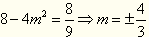 8 − 4m² = 8/9 ⇒ m = ± 4/3